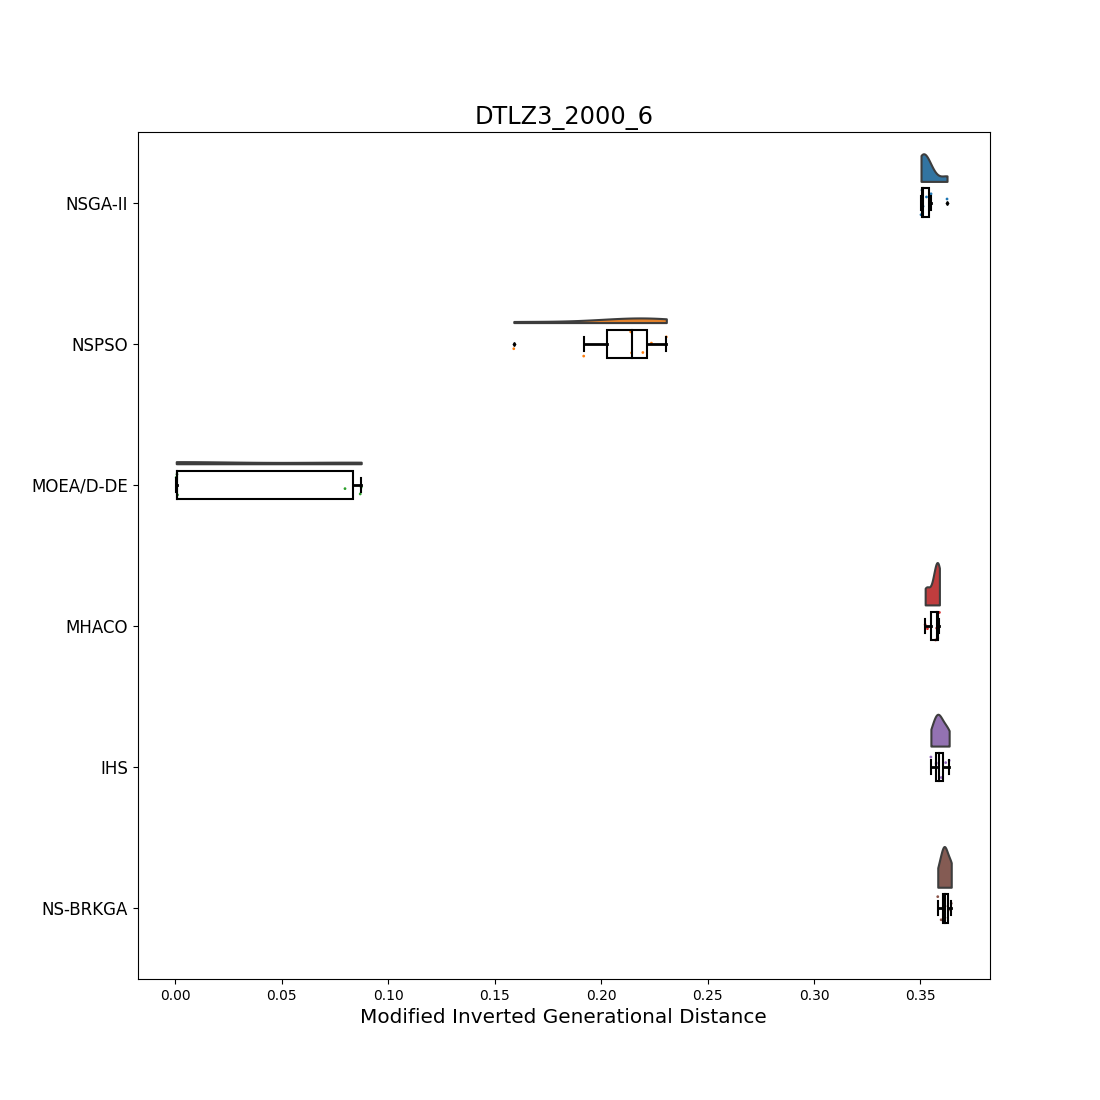 DTLZ3_2000_6
NSGA-II
NSPSO
MOEA/D-DE
MHACO
IHS
NS-BRKGA
0.00 0.05 0.10 0.15 0.20 0.25 0.30 0.35
Modified Inverted Generational Distance